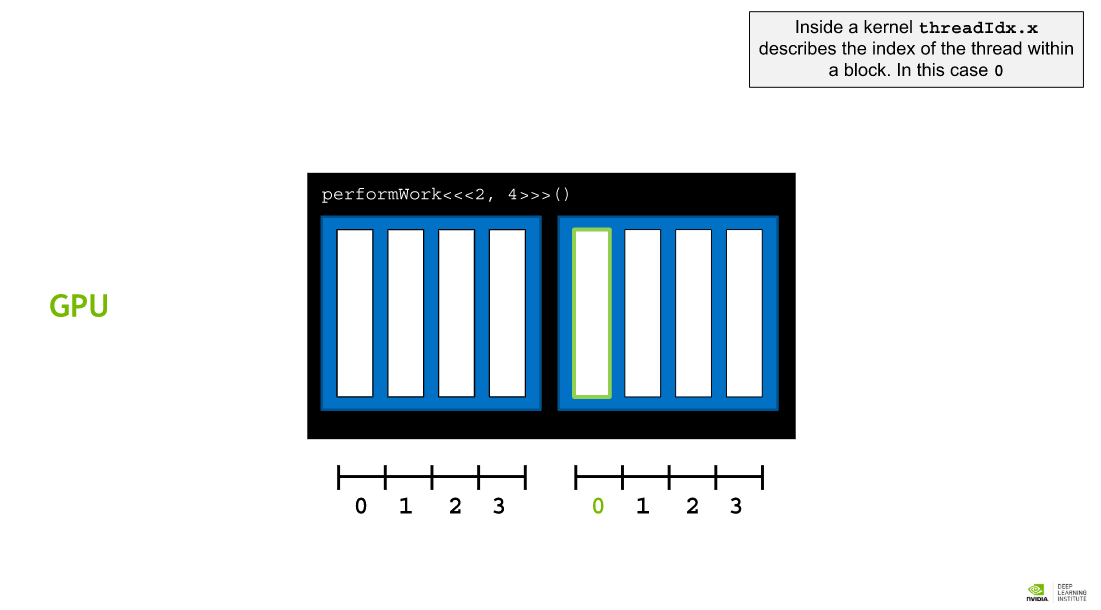 Inside a kernel threadIdx.x
describes the index of the thread within
a block. In this case 0
performWork<<<2, 4>>>()
GPU
0 1 2 3 0 1 2 3
NVIDIA
DEEP
LEARNING
INSTITUTE